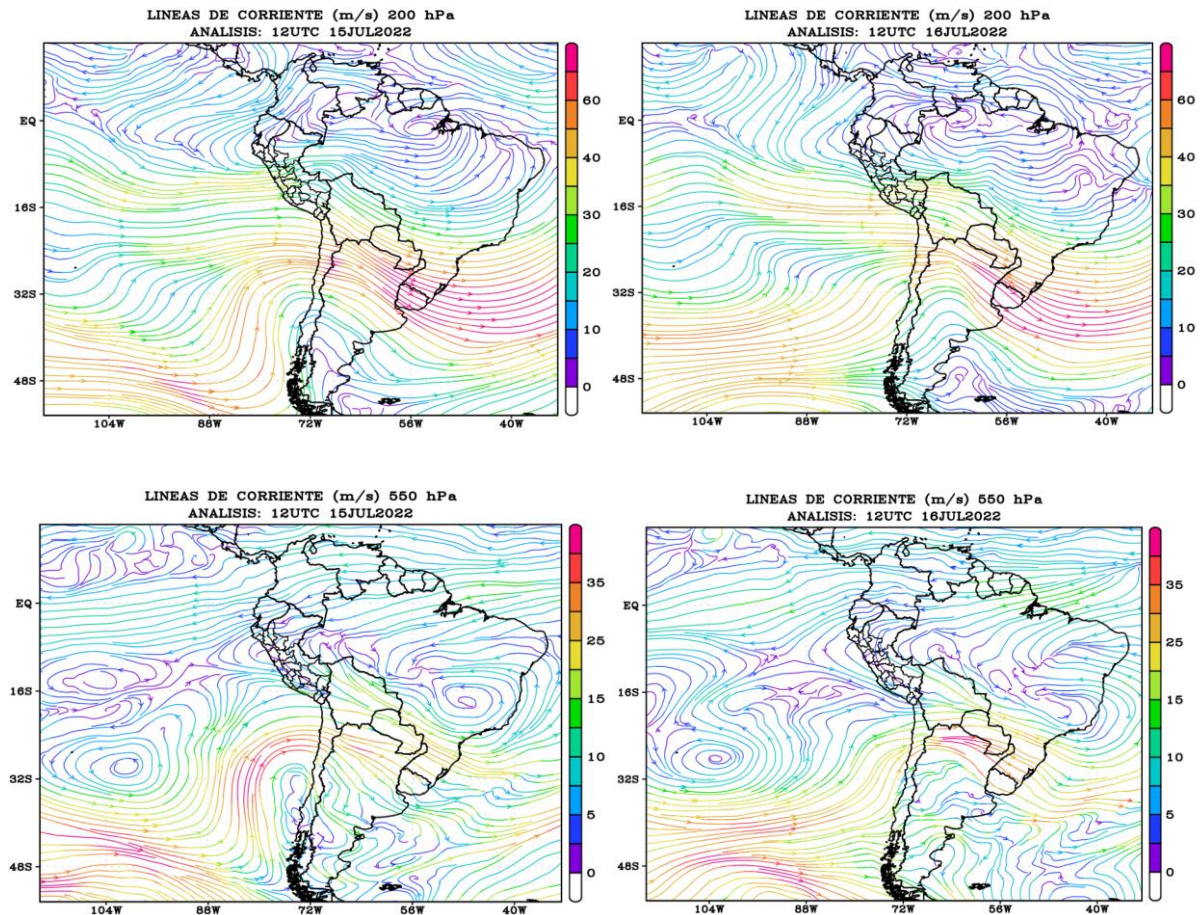 LINEAS DE CORRIENTE (m/s) 200 hPa
ANALISIS: 12UTC 15JUL2022
EQ
16S
32S
48S
104W 88W 72W 56W 40W
60
40
30
20
10
0
LINEAS DE CORRIENTE (m/s) 200 hPa
ANALISIS: 12UTC 16JUL2022
EQ
16S
32S
48S
104W 88W 72W 56W 40W
60
40
30
20
10
0
LINEAS DE CORRIENTE (m/s) 550 hPa
ANALISIS: 12UTC 15JUL2022
EQ
16S
32S
48S
104W 88W 72W 56W 40W
35
25
15
10
5
0
LINEAS DE CORRIENTE (m/s) 550 hPa
ANALISIS: 12UTC 16JUL2022
EQ
16S
32S
48S
104W 88W 72W 56W 40W
35
25
15
10
5
0